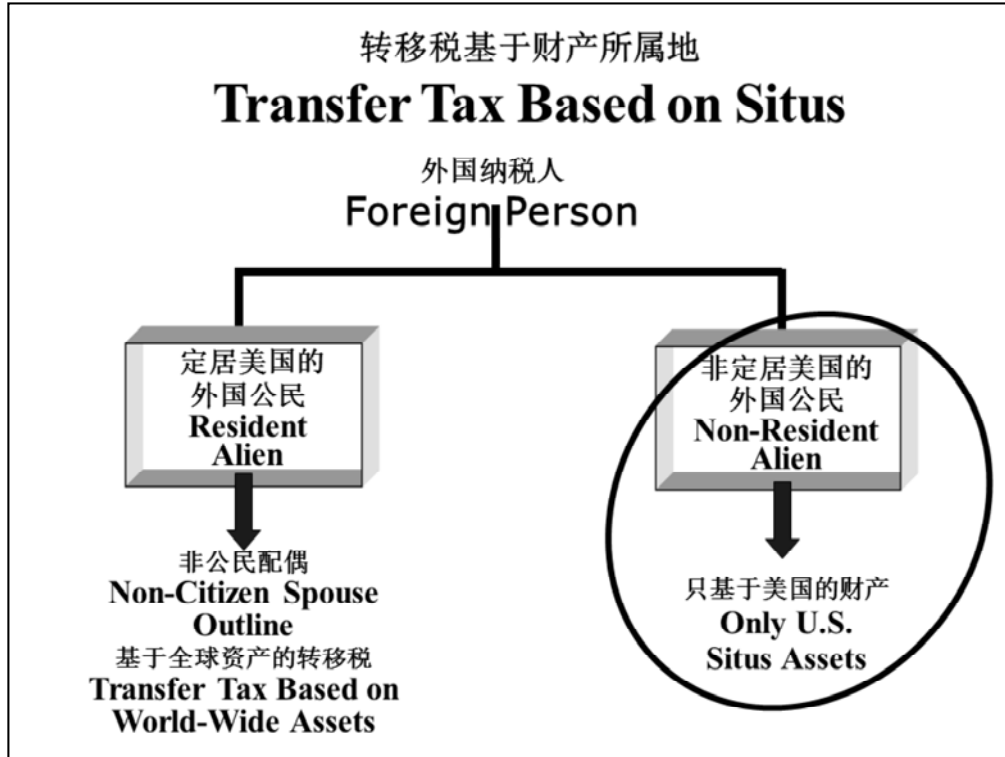 转移税基于财产所属地
Transfer Tax Based on Situs
外国纳税人
Foreign Person
定居美国的
外国公民
Resident
Alien
非公民配偶
Non-Citizen Spouse
Outline
基于全球资产的转移税
Transfer Tax Based on
World-Wide Assets
非定居美国的
外国公民
Non-Resident
Alien
只基于美国的财产
Only U.S.
Situs Assets